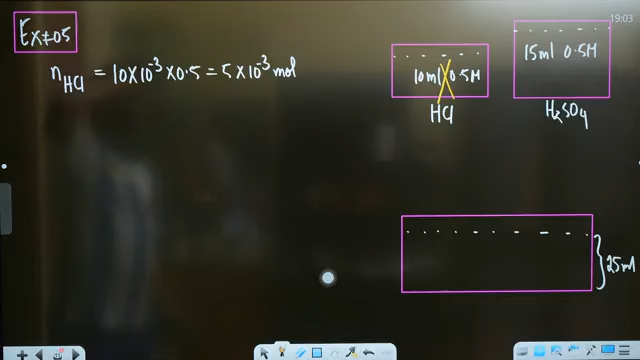 19:03
Ex:05
n HCl = 10×10⁻³×0.5 = 5×10⁻³ mol
10ml 0.5M
HCl
15ml 0.5M
H₂SO₄
25ml